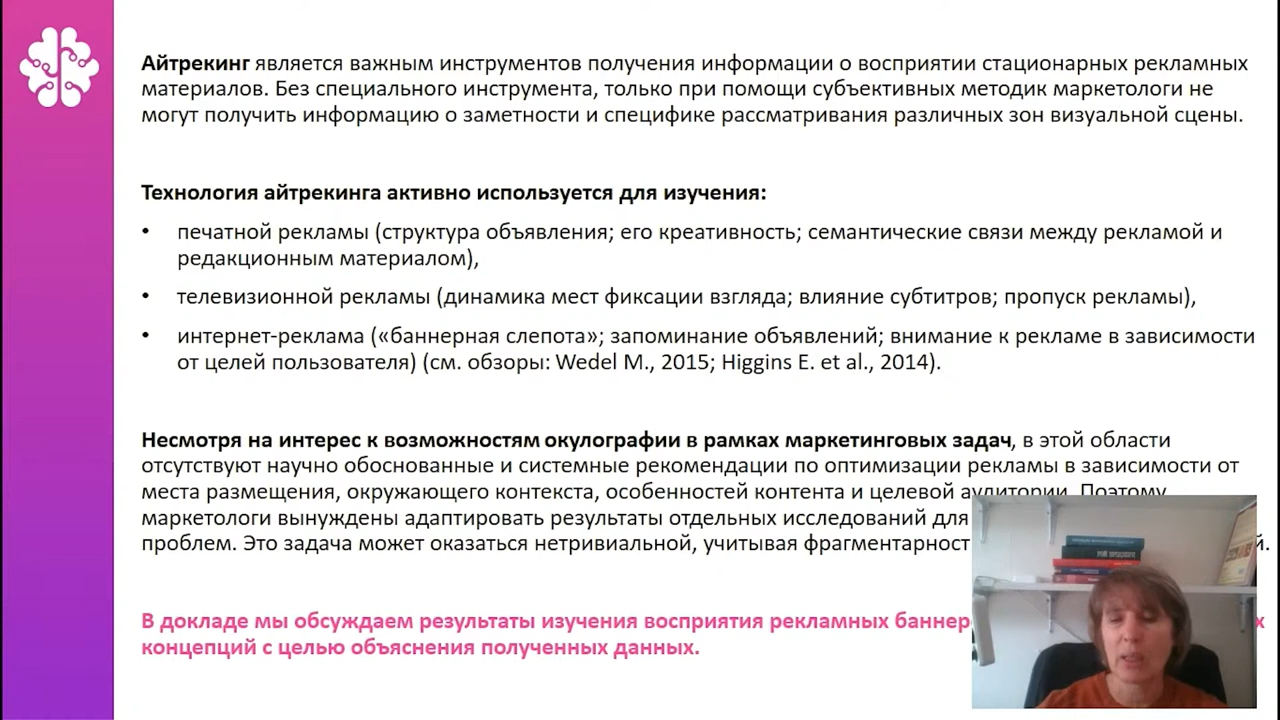 Айтрекинг является важным инструментов получения информации о восприятии стационарных рекламных
материалов. Без специального инструмента, только при помощи субъективных методик маркетологи не
могут получить информацию о заметности и специфике рассматривания различных зон визуальной сцены.
Технология айтрекинга активно используется для изучения:
• печатной рекламы (структура объявления; его креативность; семантические связи между рекламой и
редакционным материалом),
• телевизионной рекламы (динамика мест фиксации взгляда; влияние субтитров; пропуск рекламы),
• интернет-реклама («баннерная слепота»; запоминание объявлений; внимание к рекламе в зависимости
от целей пользователя) (см. обзоры: Wedel M., 2015; Higgins E. et al., 2014).
Несмотря на интерес к возможностям окулографии в рамках маркетинговых задач, в этой области
отсутствуют научно обоснованные и системные рекомендации по оптимизации рекламы в зависимости от
места размещения, окружающего контекста, особенностей контента и целевой аудитории. Поэтому
маркетологи вынуждены адаптировать результаты отдельных исследований для
проблем. Это задача может оказаться нетривиальной, учитывая
В докладе мы обсуждаем результаты изучения восприятия рекламных
концепций с целью объяснения полученных данных.